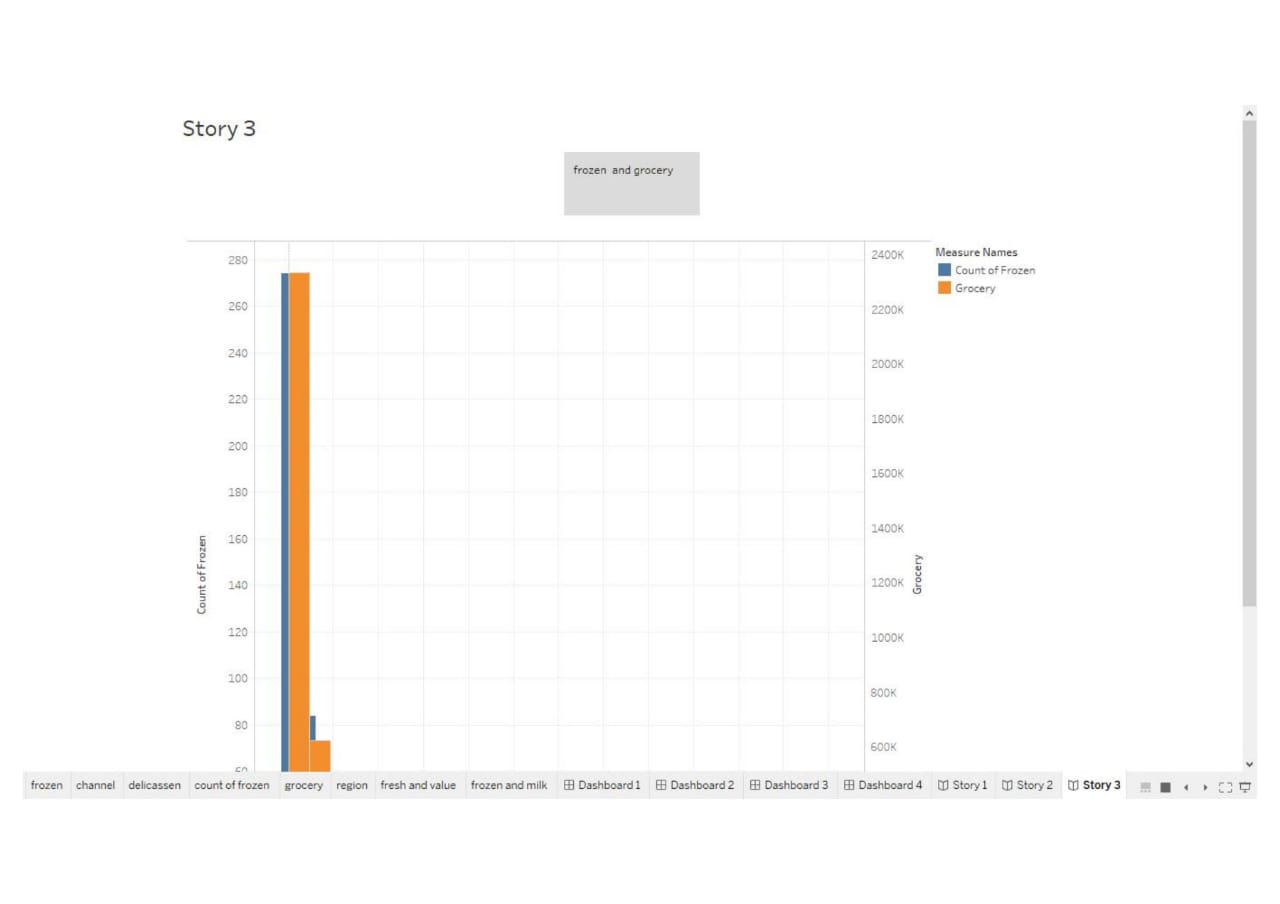 Story 3
frozen and grocery
280
260
240
220
200
180
160
140
120
100
80
60
Count of Frozen
2400K
2200K
2000K
1800K
1600K
1400K
1200K
1000K
800K
600K
Grocery
Measure Names
Count of Frozen
Grocery
frozen channel delicassen count of frozen grocery region fresh and value frozen and milk Dashboard 1 Dashboard 2 Dashboard 3 Dashboard 4 Story 1 Story 2 Story 3